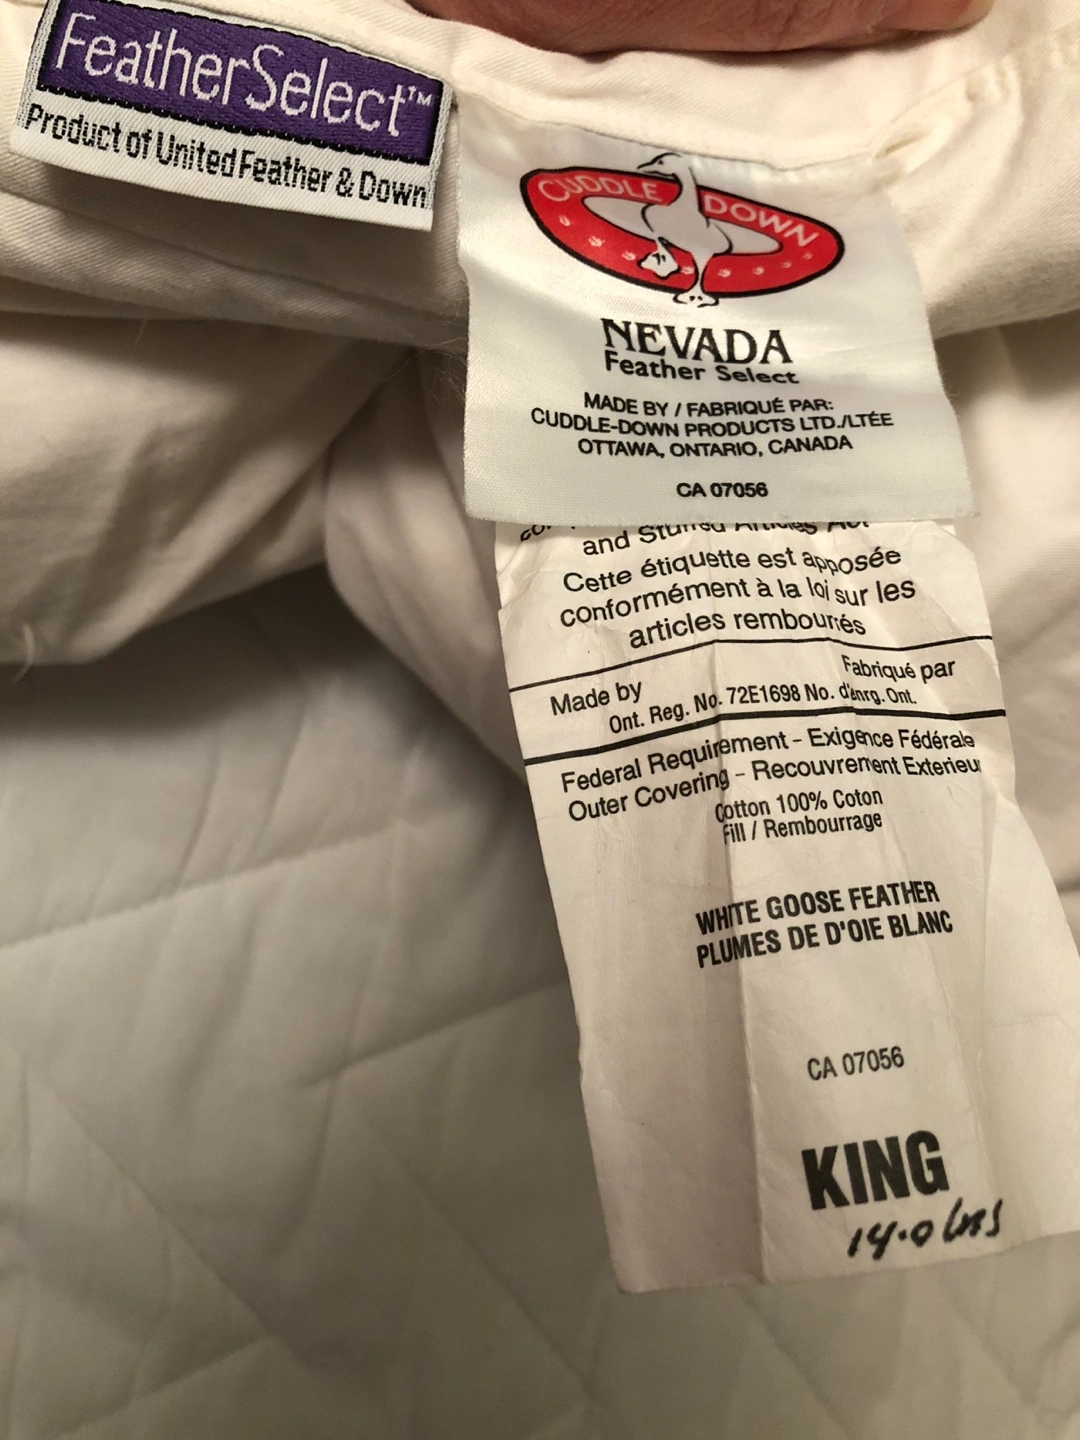 FeatherSelect™
Product of United Feather & Down
CUDDLE DOWN
NEVADA
Feather Select
MADE BY / FABRIQUÉ PAR:
CUDDLE-DOWN PRODUCTS LTD./LTÉE
OTTAWA, ONTARIO, CANADA
CA 07056
and Stuffed Articles Act
Cette étiquette est apposée
conformément à la loi sur les
articles rembourrés
Made by Fabriqué par
Ont. Reg. No. 72E1698 No. d'enrg. Ont.
Federal Requirement - Exigence Fédérale
Outer Covering - Recouvrement Exterieur
Cotton 100% Coton
Fill / Rembourrage
WHITE GOOSE FEATHER
PLUMES DE D'OIE BLANC
CA 07056
KING
14.0